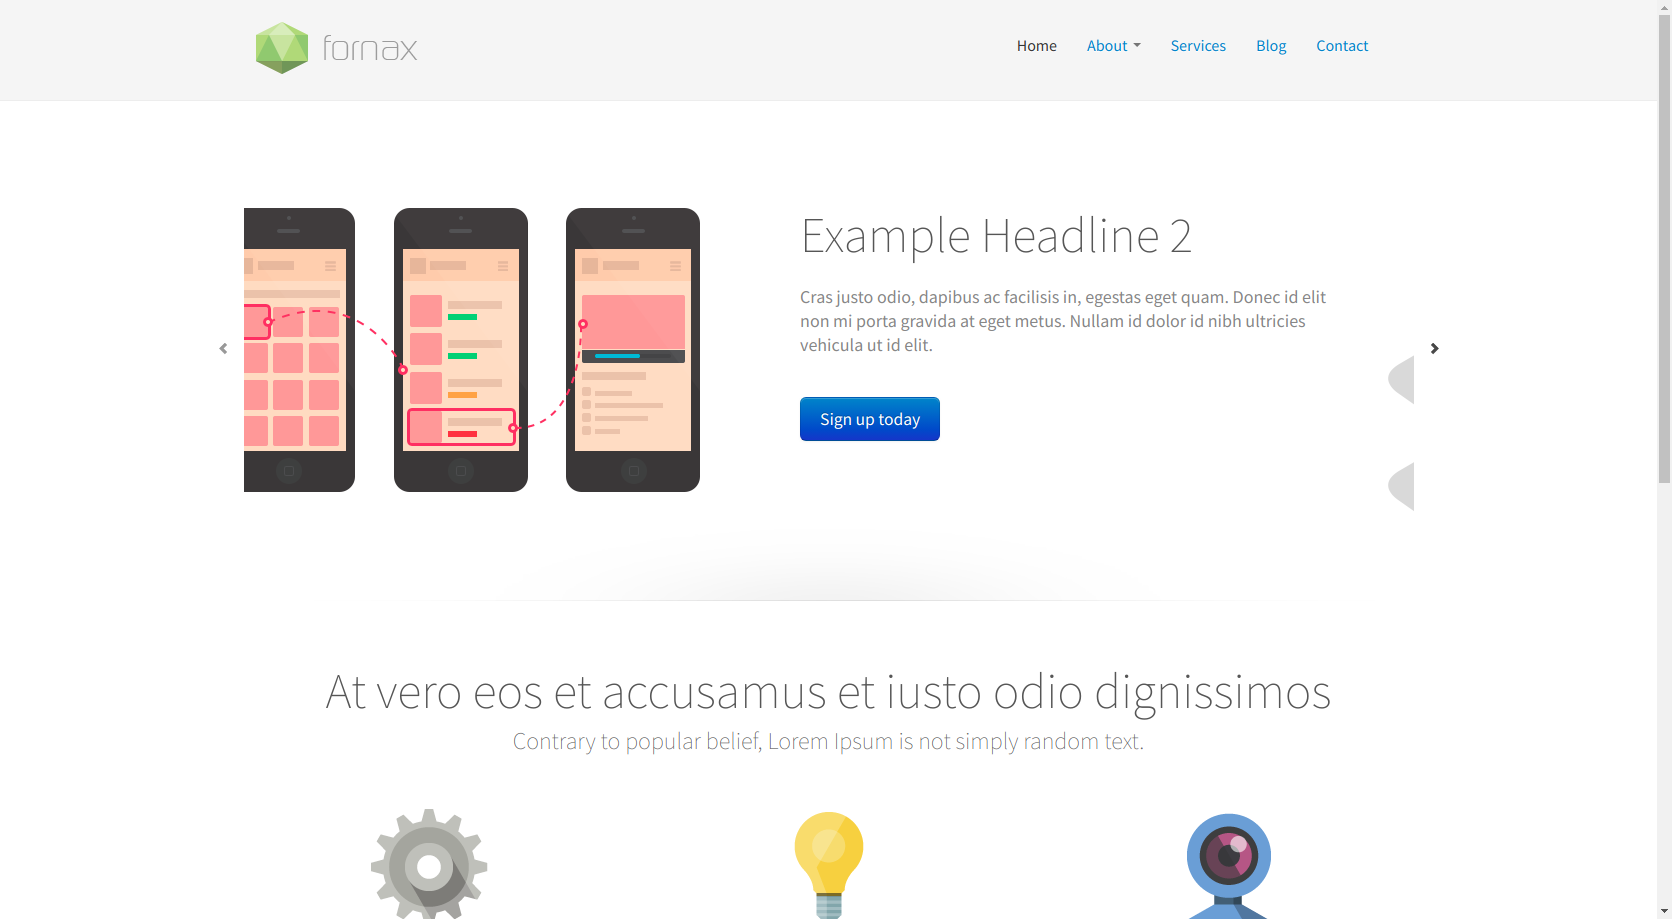 fornax
Home
About
Services
Blog
Contact
Example Headline 2
Cras justo odio, dapibus ac facilisis in, egestas eget quam. Donec id elit
non mi porta gravida at eget metus. Nullam id dolor id nibh ultricies
vehicula ut id elit.
Sign up today
At vero eos et accusamus et iusto odio dignissimos
Contrary to popular belief, Lorem Ipsum is not simply random text.